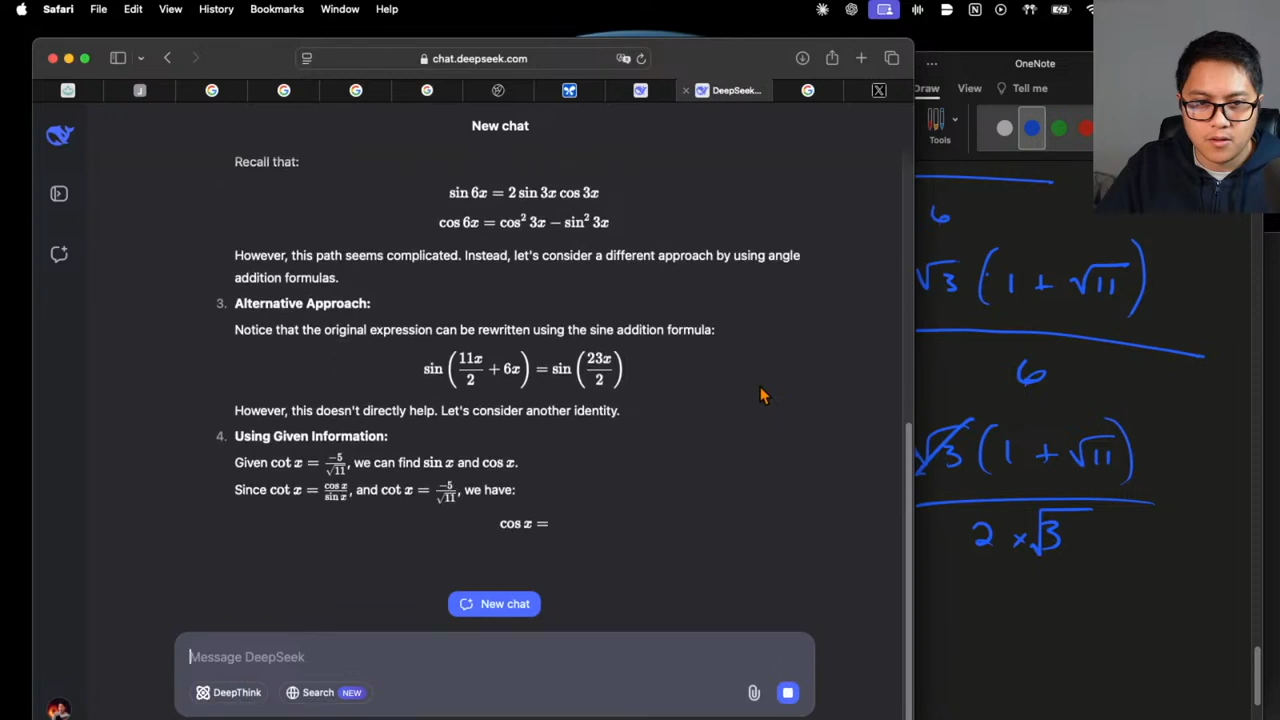 Safari File Edit View History Bookmarks Window Help
chat.deepseek.com
OneNote
J
DeepSeek...
Draw View Tell me
Tools
New chat
Recall that:
sin 6x = 2 sin 3x cos 3x
cos 6x = cos² 3x − sin² 3x
However, this path seems complicated. Instead, let's consider a different approach by using angle
addition formulas.
3. Alternative Approach:
Notice that the original expression can be rewritten using the sine addition formula:
sin(11x/2 + 6x) = sin(23x/2)
However, this doesn't directly help. Let's consider another identity.
4. Using Given Information:
Given cot x = −5/√11, we can find sin x and cos x.
Since cot x = cos x/sin x, and cot x = −5/√11, we have:
cos x =
New chat
Message DeepSeek
DeepThink Search NEW
6
√3 (1 + √11)
6
√3 (1 + √11)
2 × √3